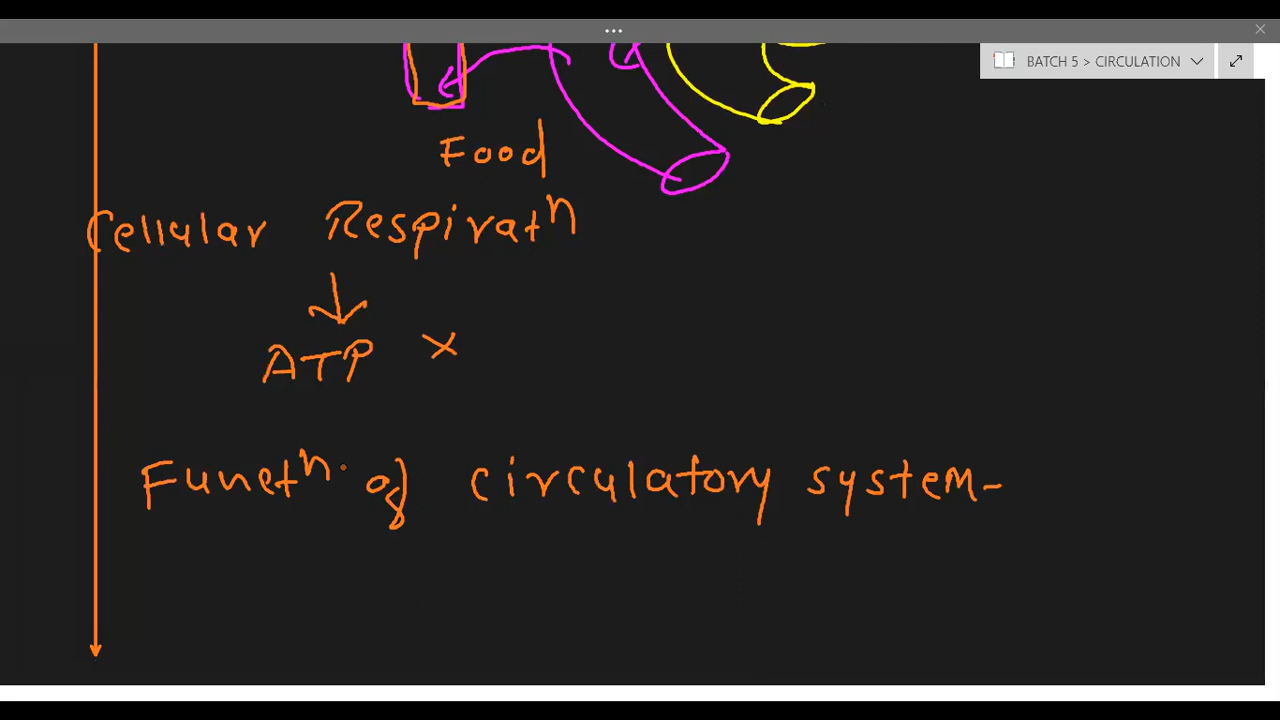 BATCH 5 > CIRCULATION
Food
Cellular Respiratn
ATP ×
Functn of circulatory system-